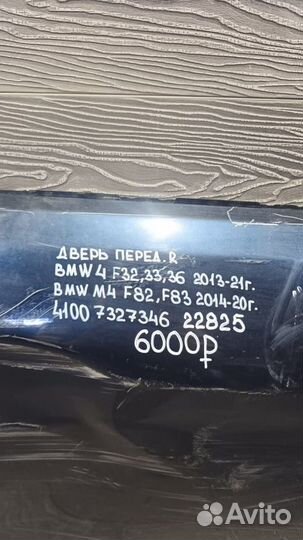 ДВЕРЬ ПЕРЕД. R
BMW 4 F32,33,36 2013-21г.
BMW M4 F82,F83 2014-20г.
4100 7327346 22825
6000₽
Avito